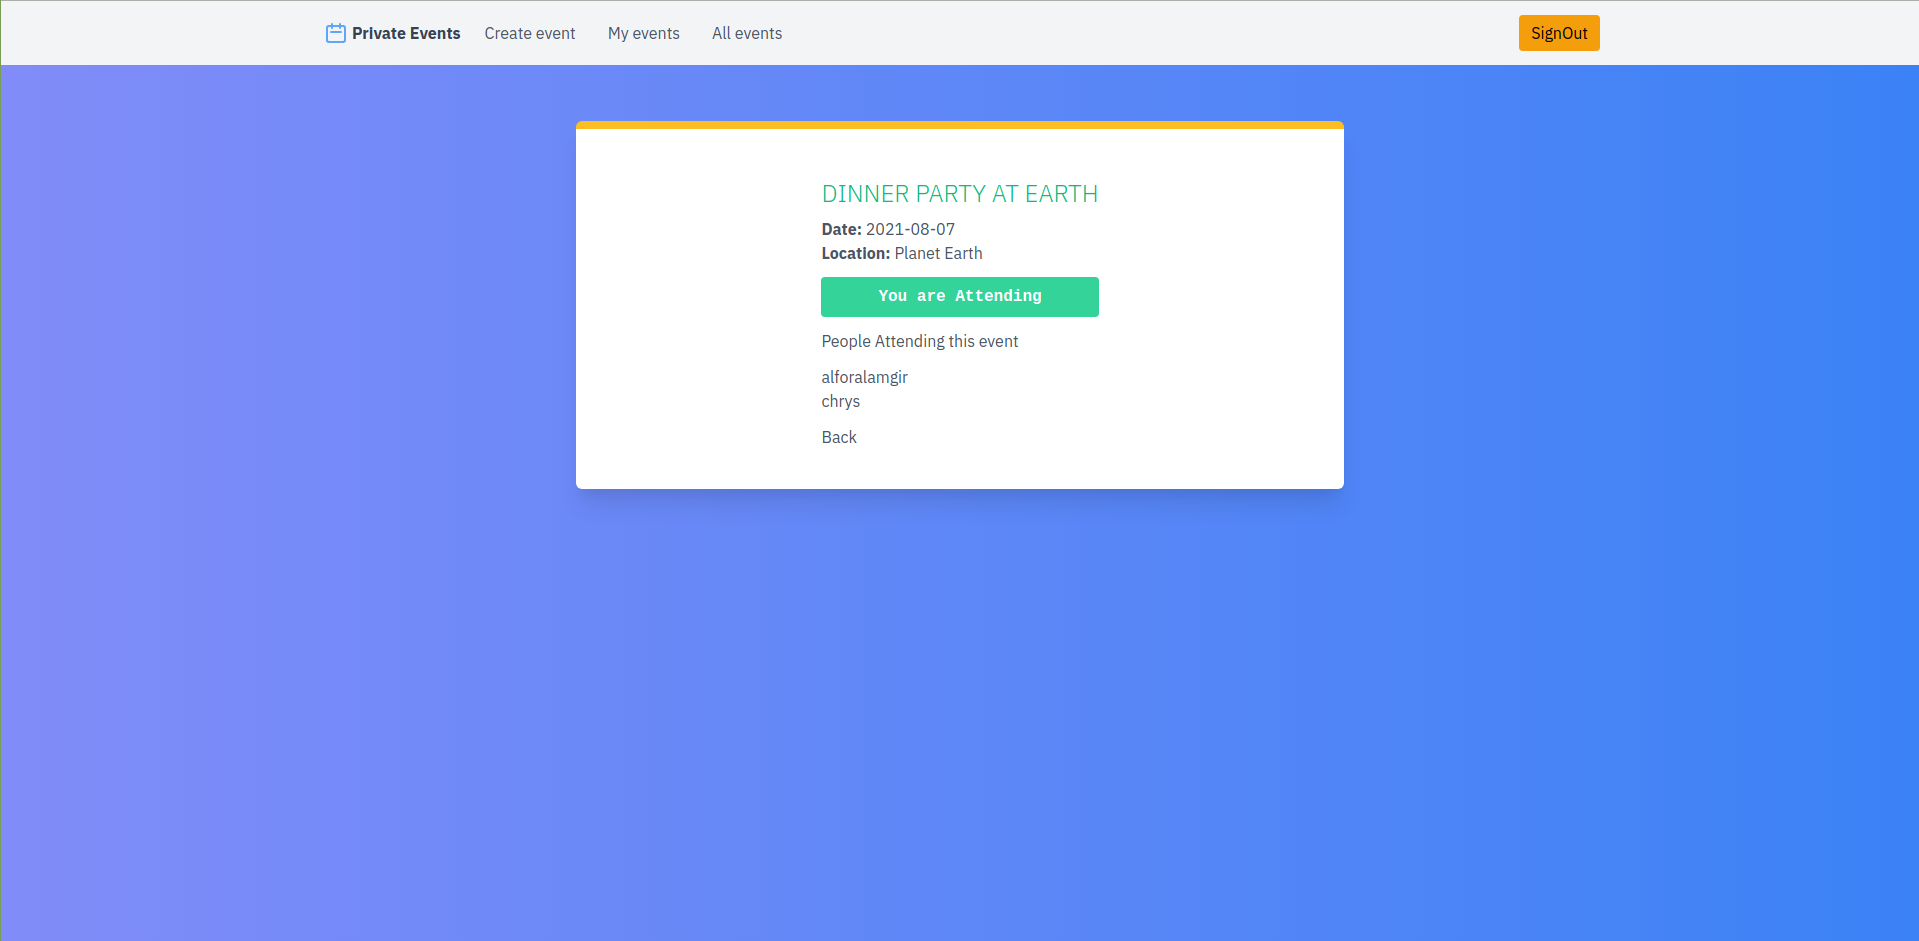 Private Events Create event My events All events SignOut
DINNER PARTY AT EARTH
Date: 2021-08-07
Location: Planet Earth
You are Attending
People Attending this event
alforalamgir
chrys
Back